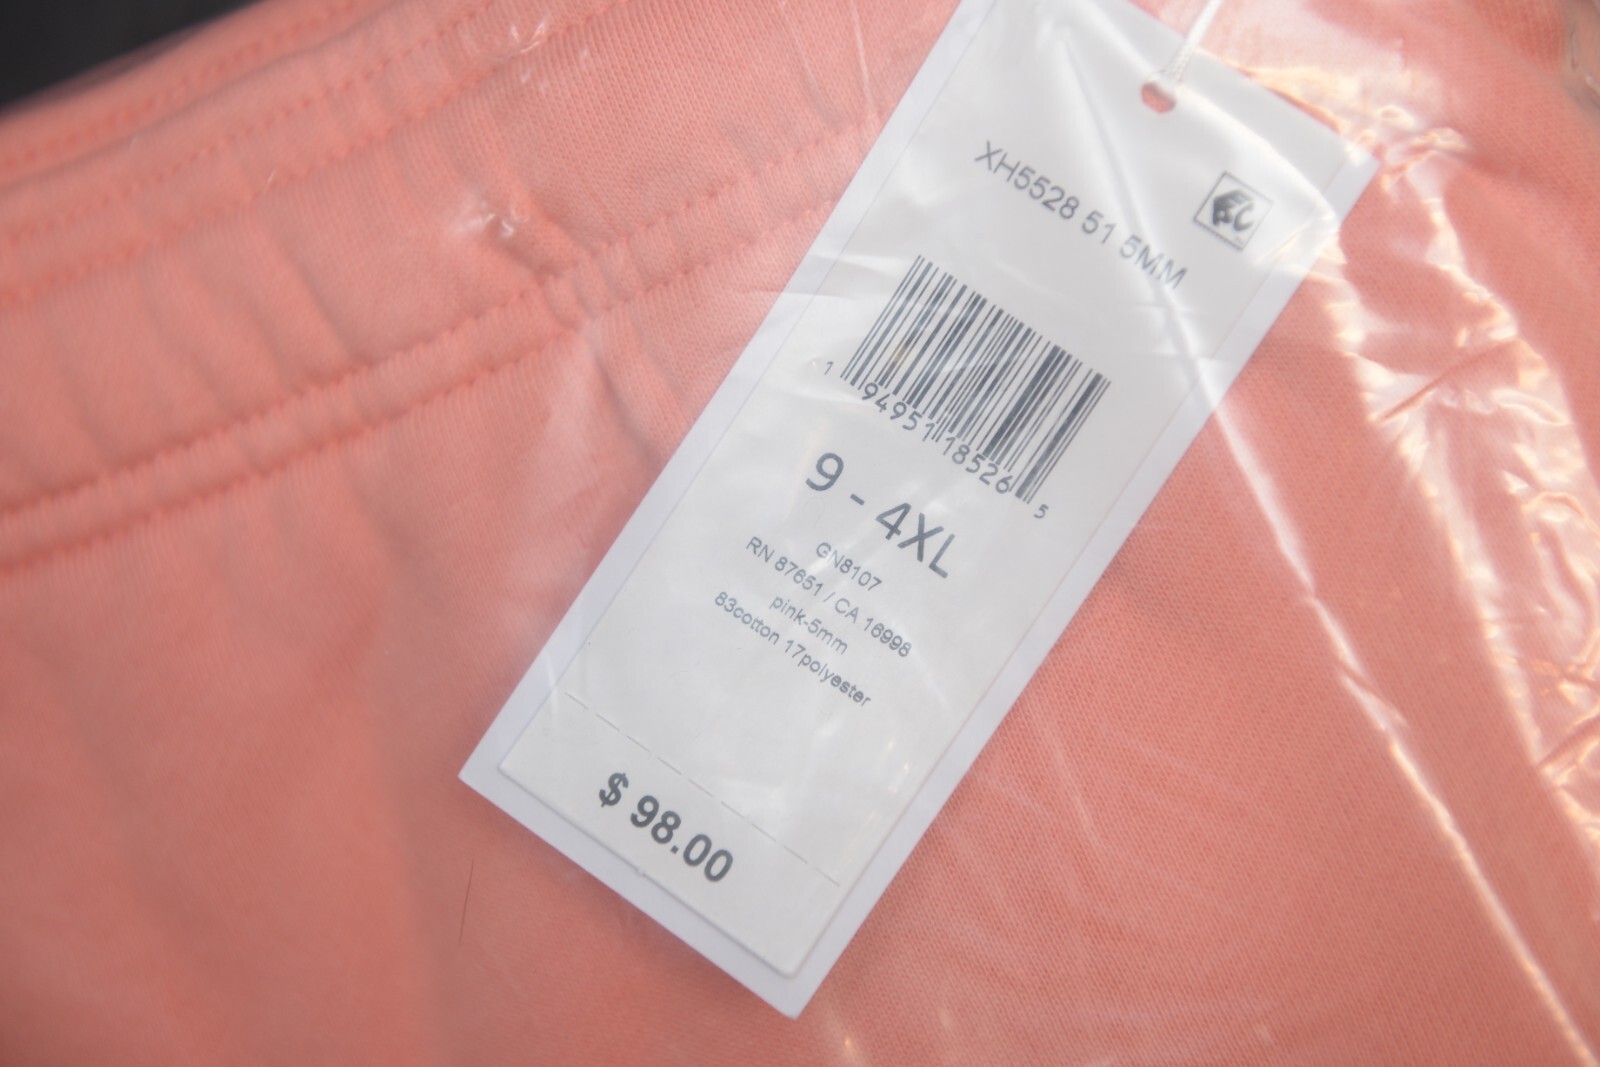 XH5528 51 5MM
1 94951 18526 5
9 - 4XL
GN8107
RN 87651 / CA 16998
pink-5mm
83cotton 17polyester
$ 98.00